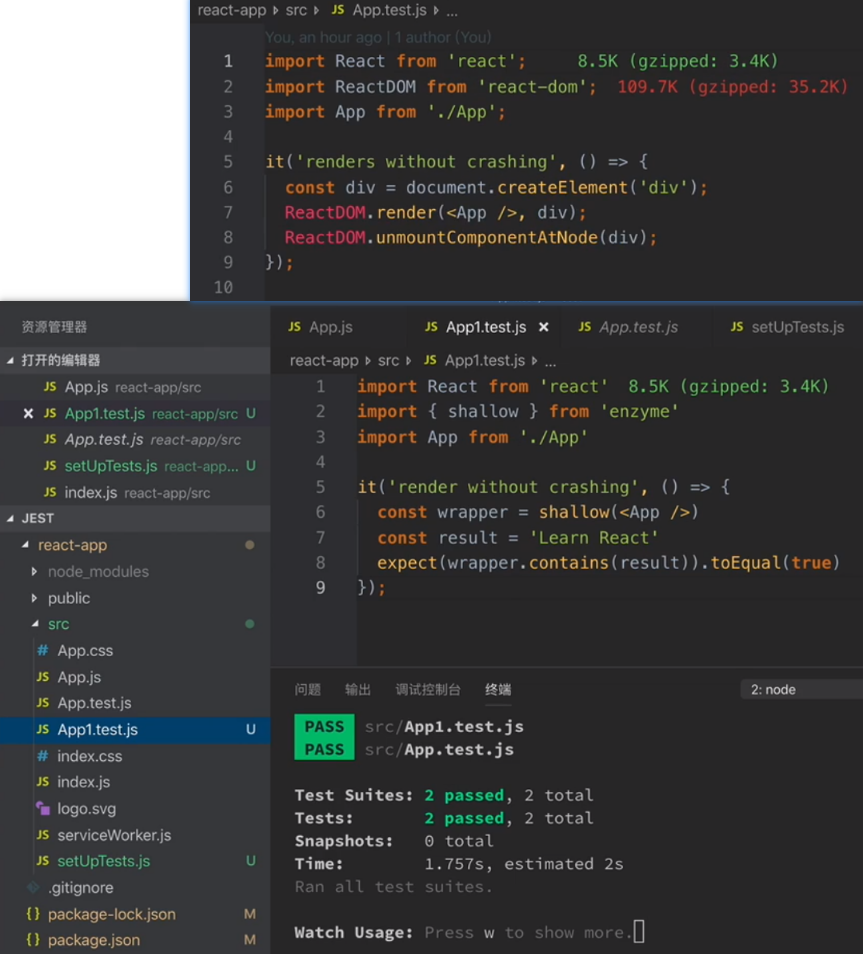 react-app src JS App.test.js ...
You, an hour ago | 1 author (You)
1 import React from 'react'; 8.5K (gzipped: 3.4K)
2 import ReactDOM from 'react-dom'; 109.7K (gzipped: 35.2K)
3 import App from './App';
4
5 it('renders without crashing', () => {
6 const div = document.createElement('div');
7 ReactDOM.render(<App />, div);
8 ReactDOM.unmountComponentAtNode(div);
9 });
10
资源管理器
打开的编辑器
JS App.js react-app/src
JS App1.test.js react-app/src U
JS App.test.js react-app/src
JS setUpTests.js react-app... U
JS index.js react-app/src
JEST
react-app
node_modules
public
src
# App.css
JS App.js
JS App.test.js
JS App1.test.js U
# index.css
JS index.js
logo.svg
JS serviceWorker.js
JS setUpTests.js U
.gitignore
{} package-lock.json M
{} package.json M
JS App.js JS App1.test.js JS App.test.js JS setUpTests.js
react-app src JS App1.test.js ...
1 import React from 'react' 8.5K (gzipped: 3.4K)
2 import { shallow } from 'enzyme'
3 import App from './App'
4
5 it('render without crashing', () => {
6 const wrapper = shallow(<App />)
7 const result = 'Learn React'
8 expect(wrapper.contains(result)).toEqual(true)
9 });
问题 输出 调试控制台 终端 2: node
PASS src/App1.test.js
PASS src/App.test.js
Test Suites: 2 passed, 2 total
Tests: 2 passed, 2 total
Snapshots: 0 total
Time: 1.757s, estimated 2s
Ran all test suites.
Watch Usage: Press w to show more.